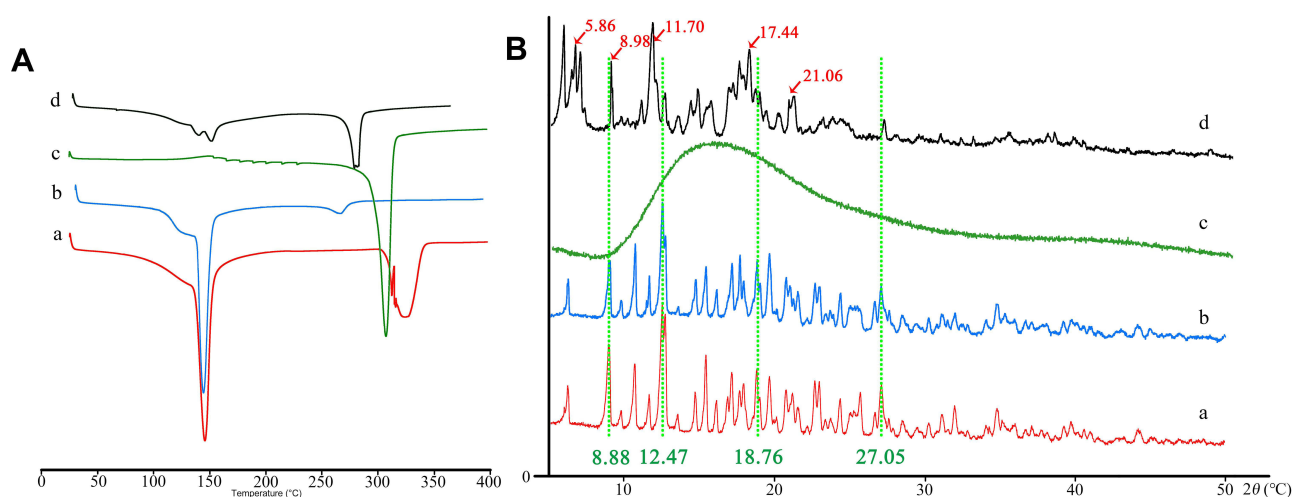 A
d
c
b
a
0 50 100 150 200 250 300 350 400
Temperature (°C)
B
5.86
8.98
11.70
17.44
21.06
d
c
b
a
8.88 12.47 18.76 27.05
0
10 20 30 40 50 2θ (°C)